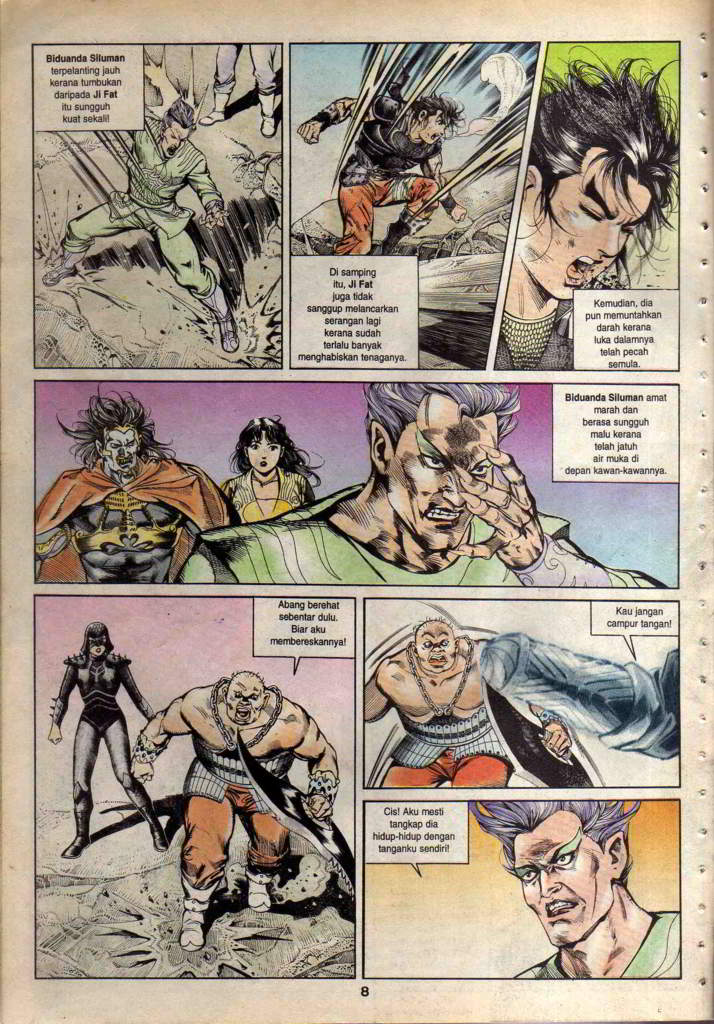 Biduanda Siluman
terpelanting jauh
kerana tumbukan
daripada Ji Fat
itu sungguh
kuat sekali!
Di samping
itu, Ji Fat
juga tidak
sanggup melancarkan
serangan lagi
kerana sudah
terlalu banyak
menghabiskan tenaganya.
Kemudian, dia
pun memuntahkan
darah kerana
luka dalamnya
telah pecah
semula.
Biduanda Siluman amat
marah dan
berasa sungguh
malu kerana
telah jatuh
air muka di
depan kawan-kawannya.
Abang berehat
sebentar dulu.
Biar aku
membereskannya!
Kau jangan
campur tangan!
Cis! Aku mesti
tangkap dia
hidup-hidup dengan
tanganku sendiri!
8